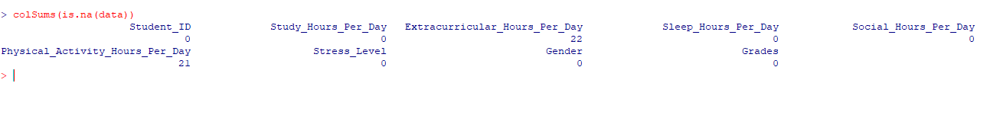 > colSums(is.na(data))
Student_ID Study_Hours_Per_Day Extracurricular_Hours_Per_Day Sleep_Hours_Per_Day Social_Hours_Per_Day
0 0 22 0 0
Physical_Activity_Hours_Per_Day Stress_Level Gender Grades
21 0 0 0
>